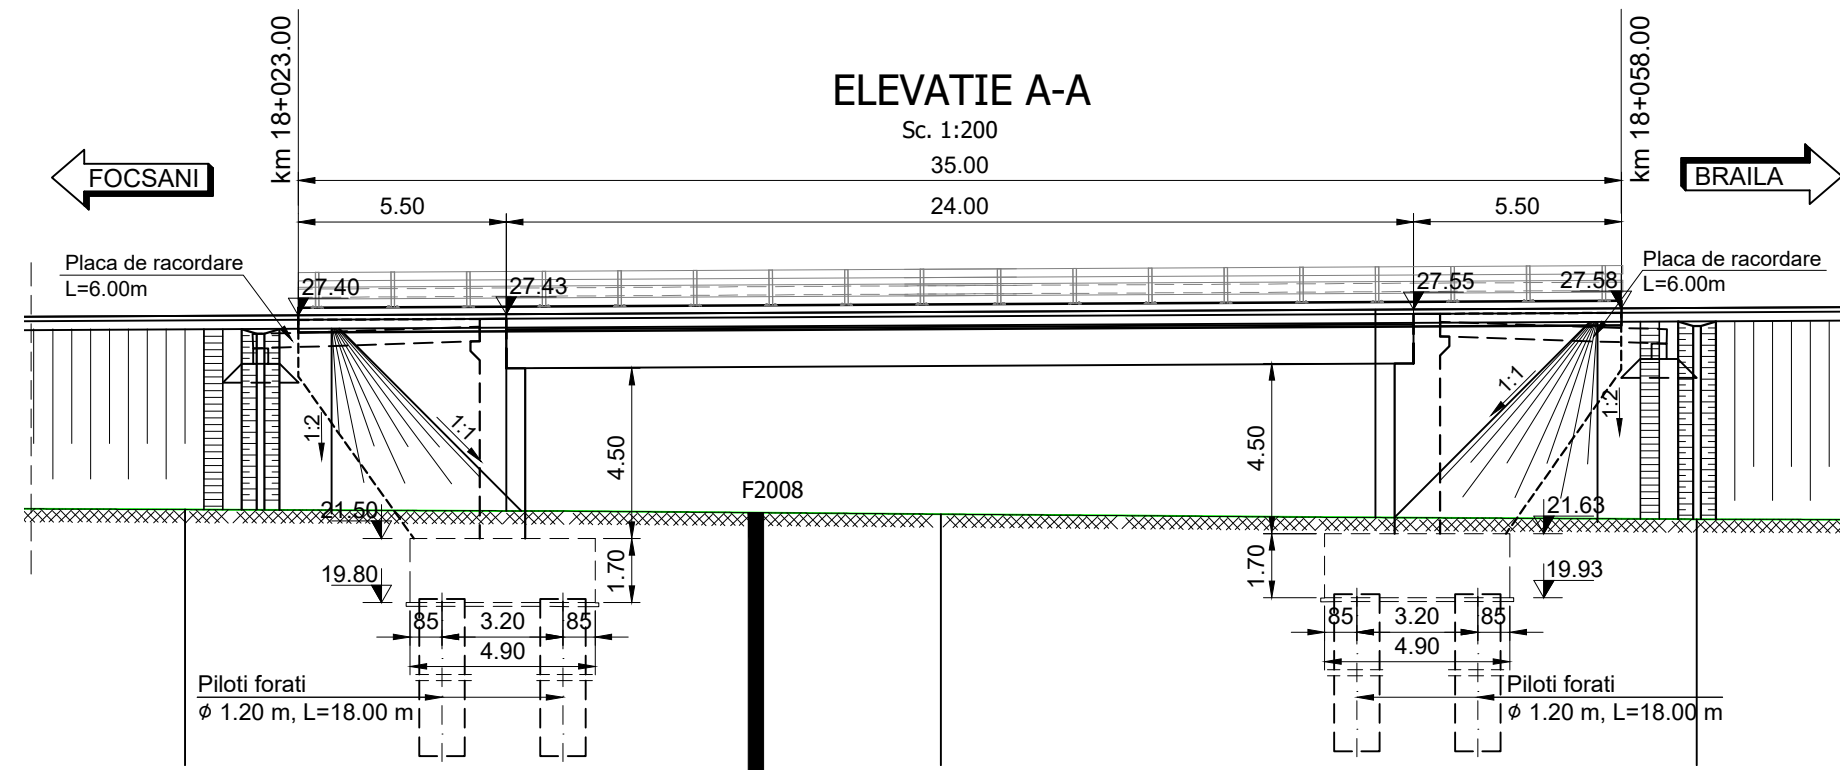 km 18+023.00
km 18+058.00
ELEVATIE A-A
Sc. 1:200
35.00
FOCSANI
BRAILA
5.50
24.00
5.50
Placa de racordare
L=6.00m
Placa de racordare
L=6.00m
27.40
27.43
27.55
27.58
1:2
1:1
4.50
4.50
1:1
1:2
F2008
21.50
21.63
1.70
1.70
19.80
19.93
85
3.20
85
85
3.20
85
4.90
4.90
Piloti forati
ϕ 1.20 m, L=18.00 m
Piloti forati
ϕ 1.20 m, L=18.00 m